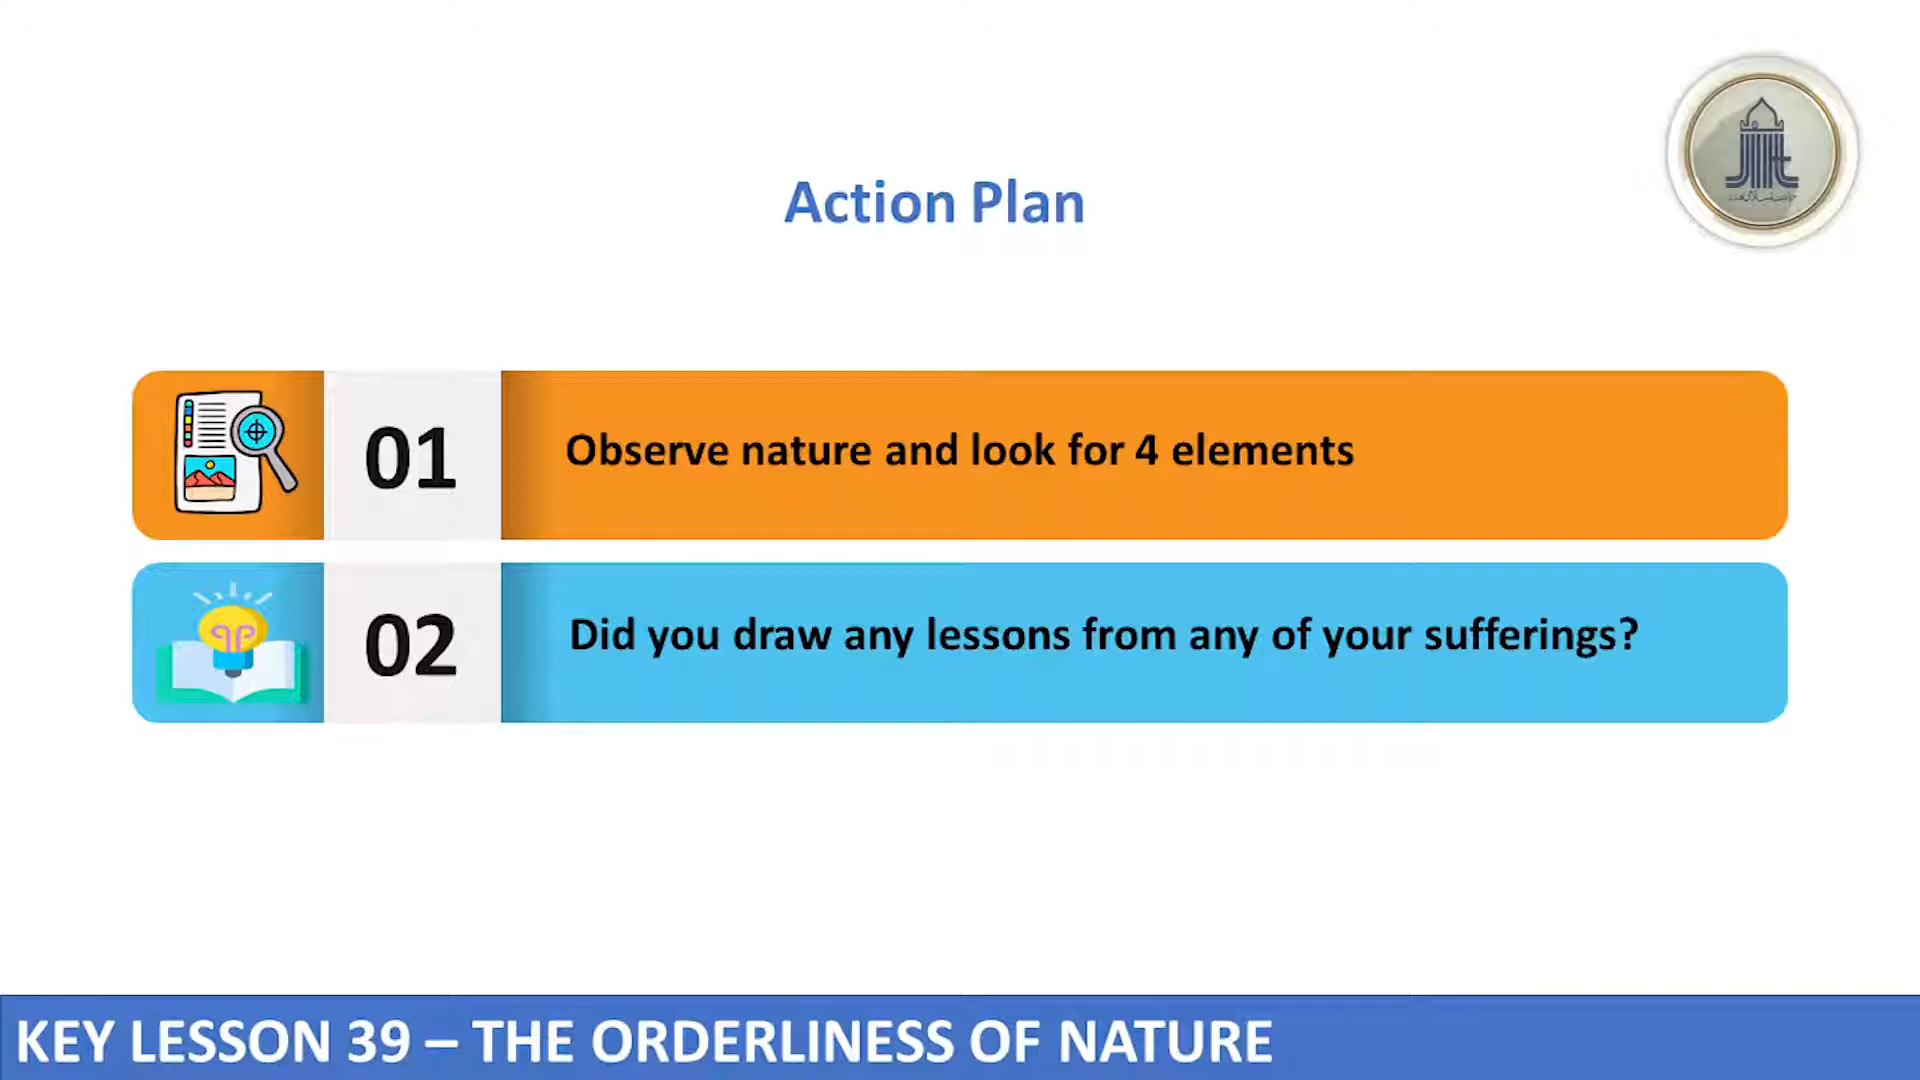 Action Plan
01
Observe nature and look for 4 elements
02
Did you draw any lessons from any of your sufferings?
KEY LESSON 39 – THE ORDERLINESS OF NATURE